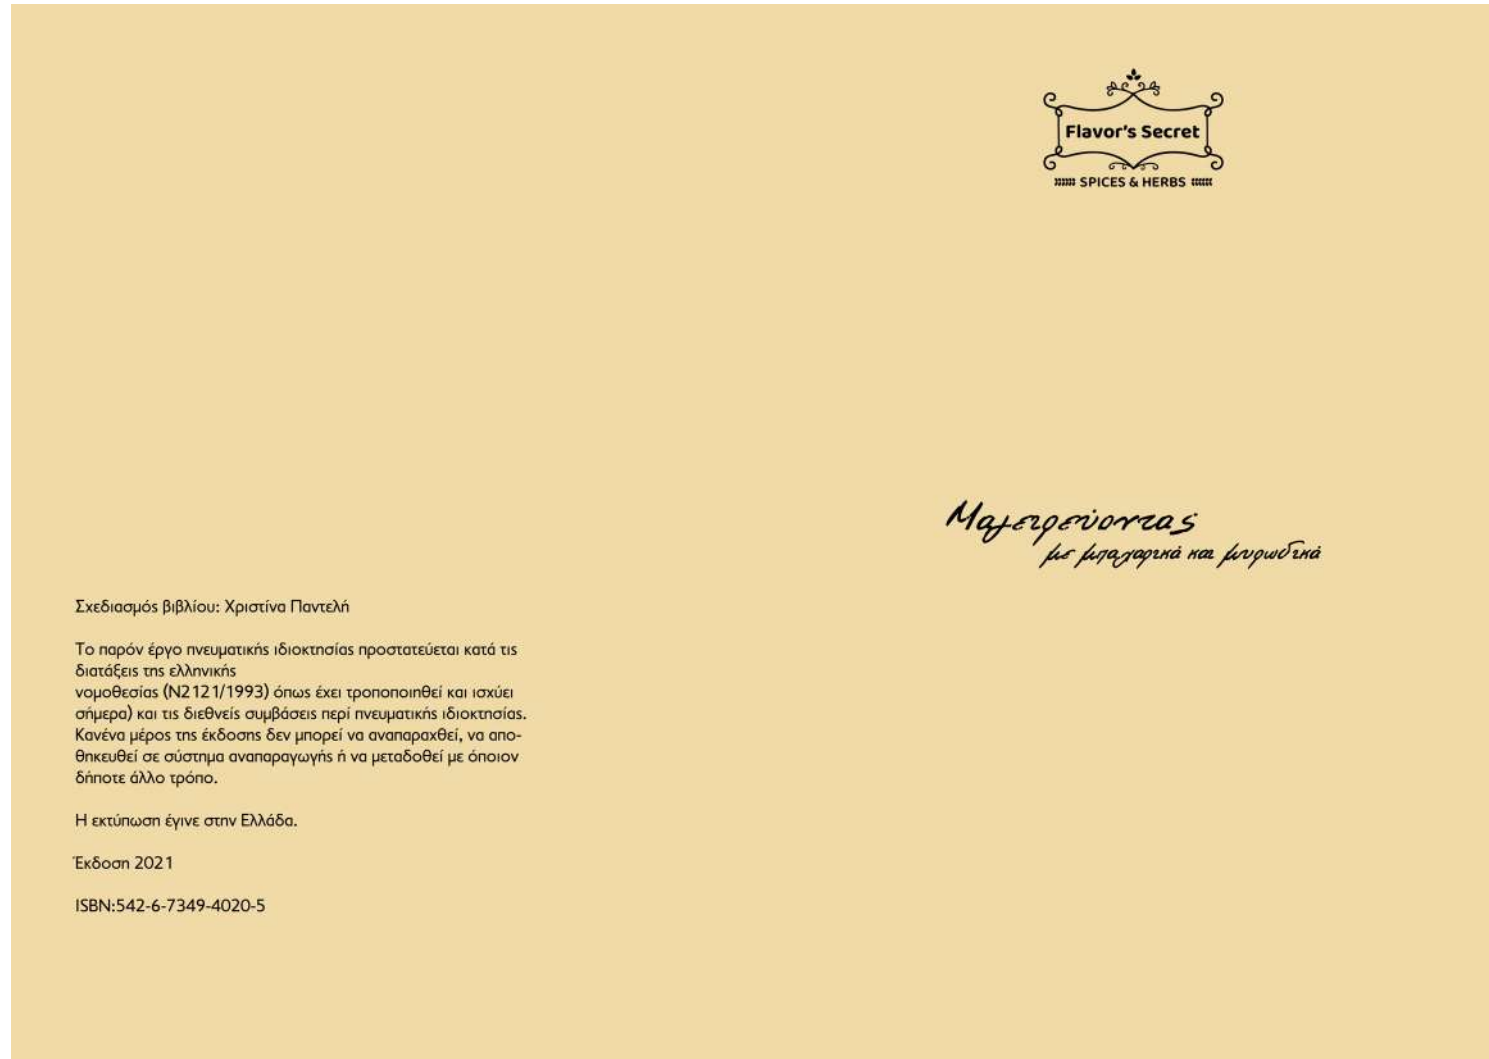 Σχεδιασμός βιβλίου: Χριστίνα Παντελή
Το παρόν έργο πνευματικής ιδιοκτησίας προστατεύεται κατά τις
διατάξεις της ελληνικής
νομοθεσίας (Ν2121/1993) όπως έχει τροποποιηθεί και ισχύει
σήμερα) και τις διεθνείς συμβάσεις περί πνευματικής ιδιοκτησίας.
Κανένα μέρος της έκδοσης δεν μπορεί να αναπαραχθεί, να απο-
θηκευθεί σε σύστημα αναπαραγωγής ή να μεταδοθεί με όποιον
δήποτε άλλο τρόπο.
Η εκτύπωση έγινε στην Ελλάδα.
Έκδοση 2021
ISBN:542-6-7349-4020-5
Flavor's Secret
SPICES & HERBS
Μαγειρεύοντας
με μπαχαρικά και μυρωδικά